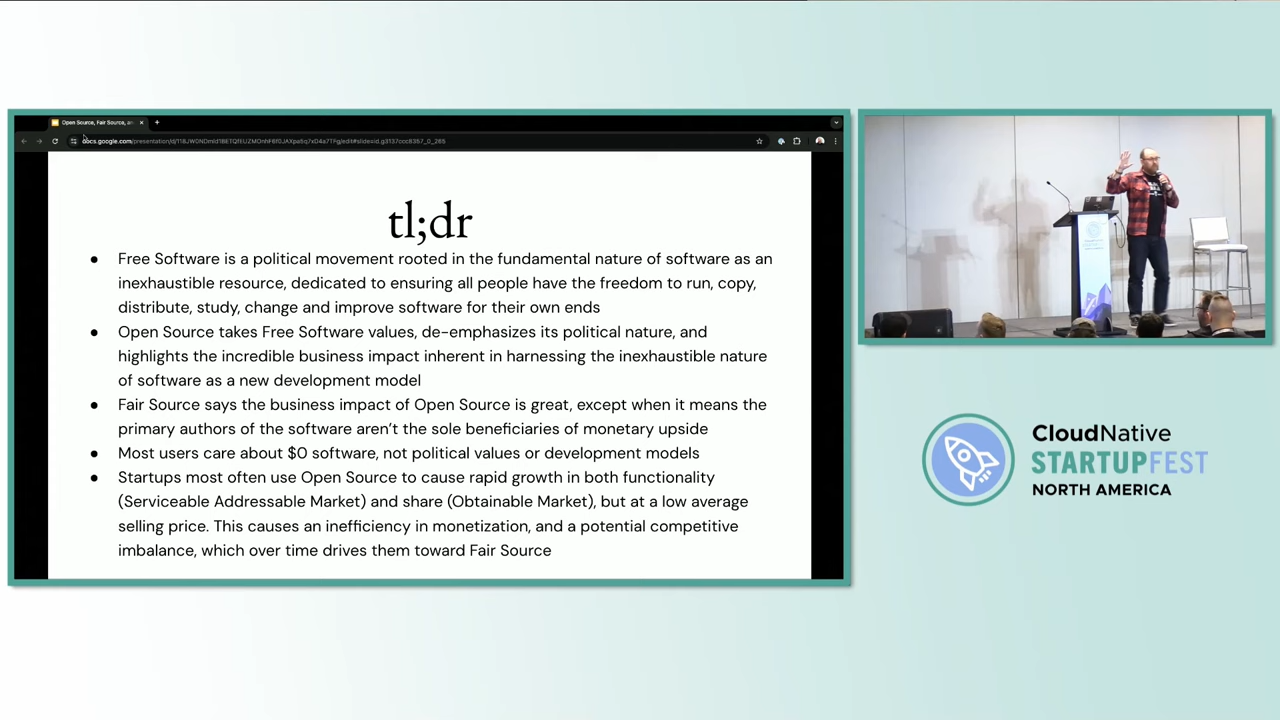 Open Source, Fair Source, an
tl;dr
● Free Software is a political movement rooted in the fundamental nature of software as an
inexhaustible resource, dedicated to ensuring all people have the freedom to run, copy,
distribute, study, change and improve software for their own ends
● Open Source takes Free Software values, de-emphasizes its political nature, and
highlights the incredible business impact inherent in harnessing the inexhaustible nature
of software as a new development model
● Fair Source says the business impact of Open Source is great, except when it means the
primary authors of the software aren't the sole beneficiaries of monetary upside
● Most users care about $0 software, not political values or development models
● Startups most often use Open Source to cause rapid growth in both functionality
(Serviceable Addressable Market) and share (Obtainable Market), but at a low average
selling price. This causes an inefficiency in monetization, and a potential competitive
imbalance, which over time drives them toward Fair Source
CloudNative
STARTUPFEST
NORTH AMERICA